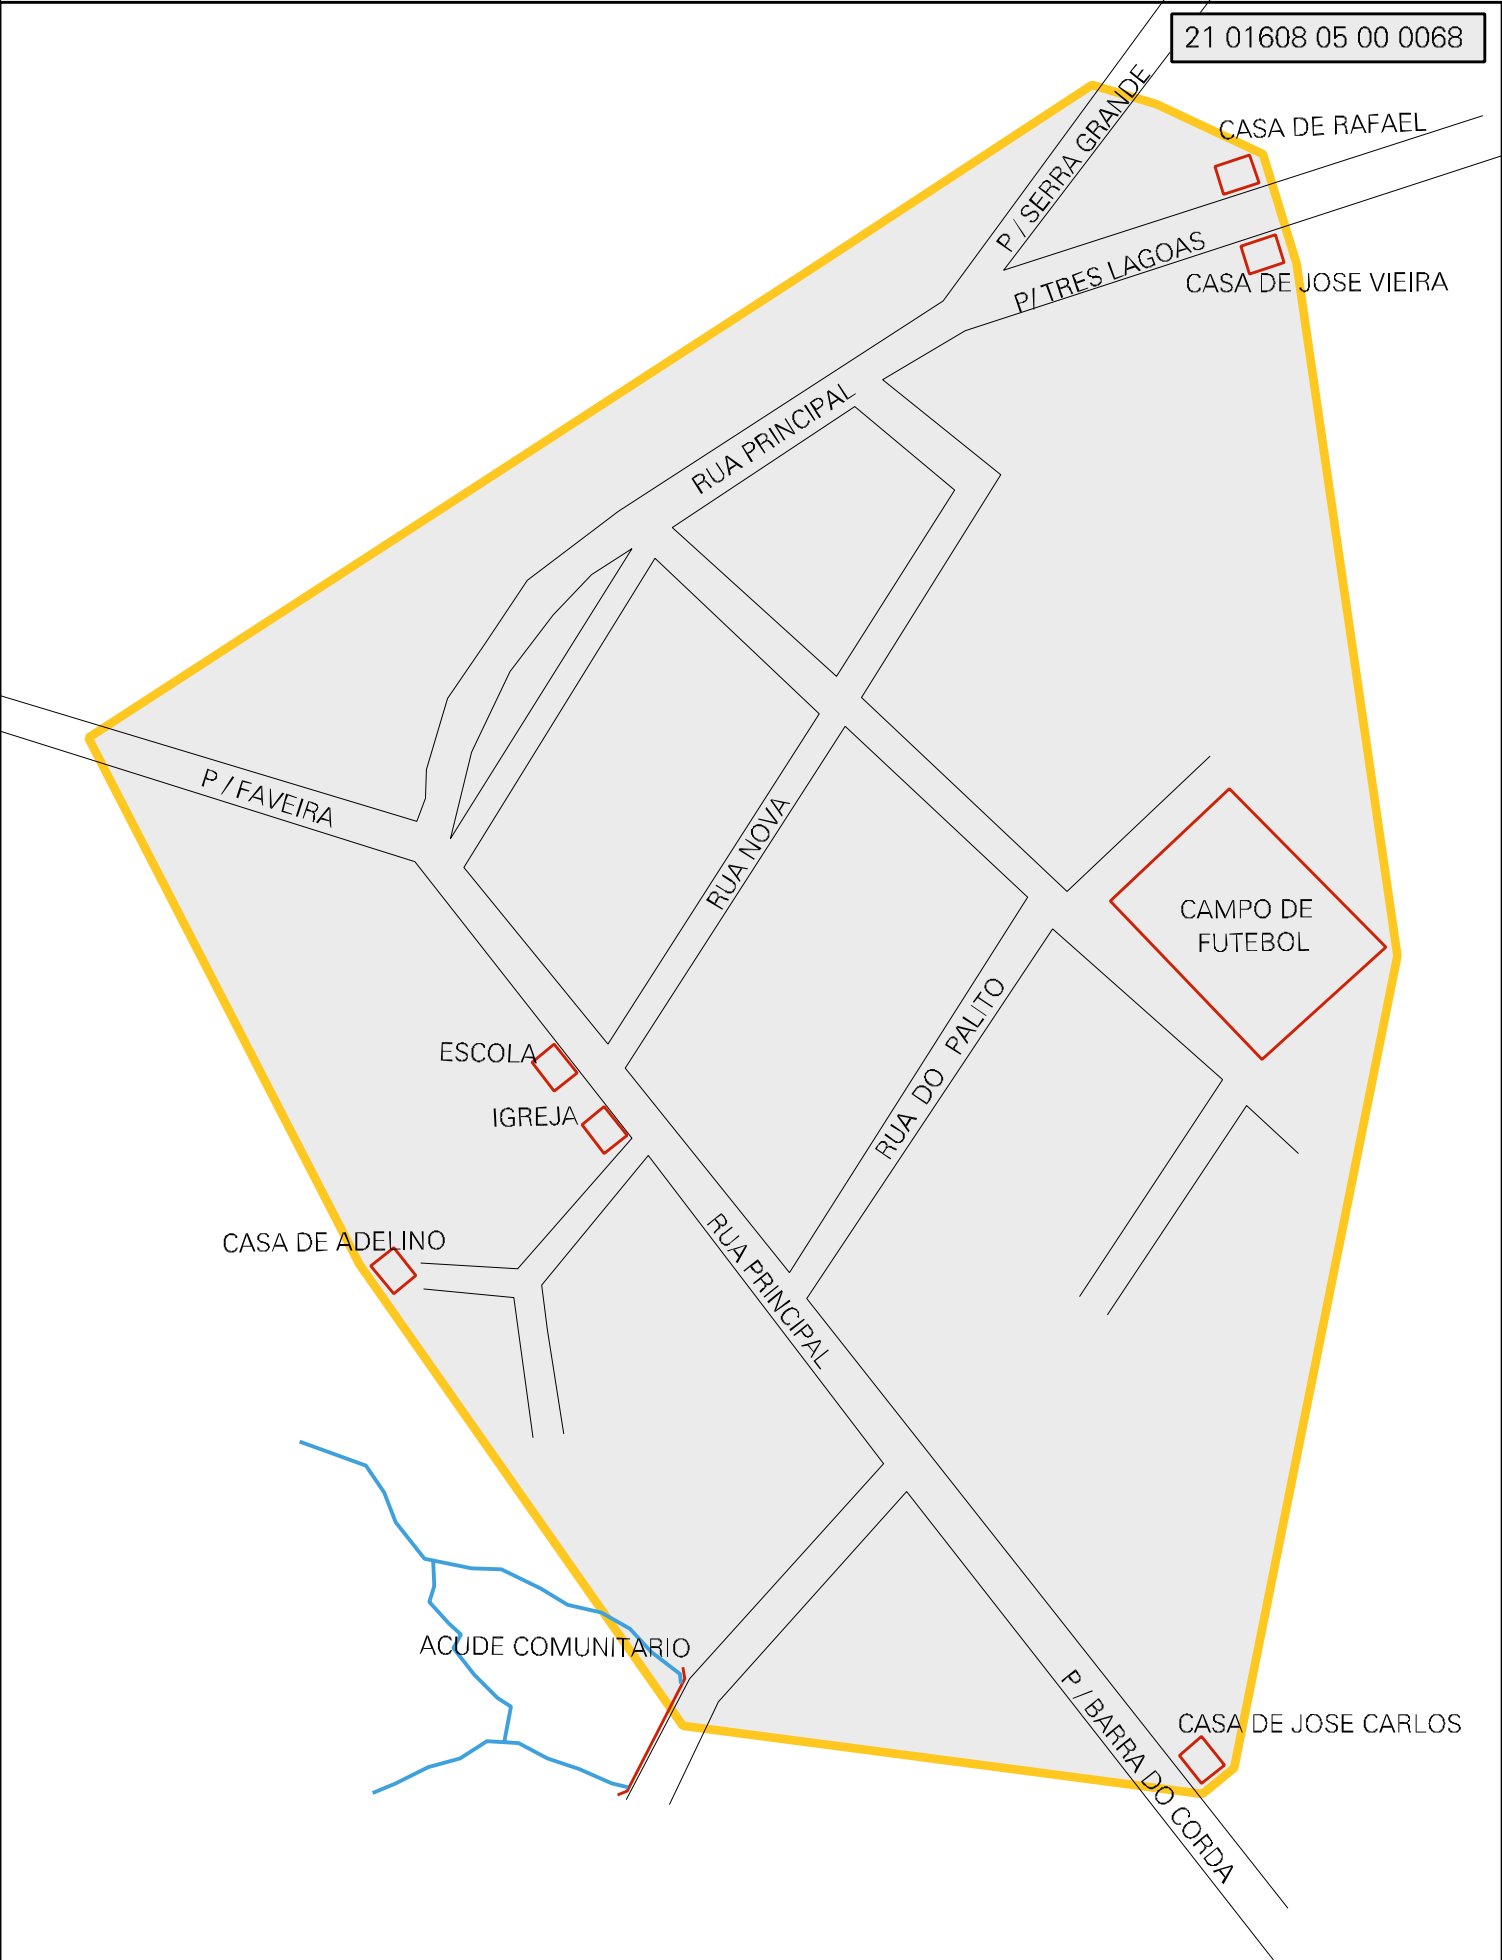 21 01608 05 00 0068
P / SERRA GRANDE
CASA DE RAFAEL
P/ TRES LAGOAS
CASA DE JOSE VIEIRA
RUA PRINCIPAL
P / FAVEIRA
RUA NOVA
CAMPO DE
FUTEBOL
RUA DO PALITO
ESCOLA
IGREJA
CASA DE ADELINO
RUA PRINCIPAL
ACUDE COMUNITARIO
P / BARRA DO CORDA
CASA DE JOSE CARLOS